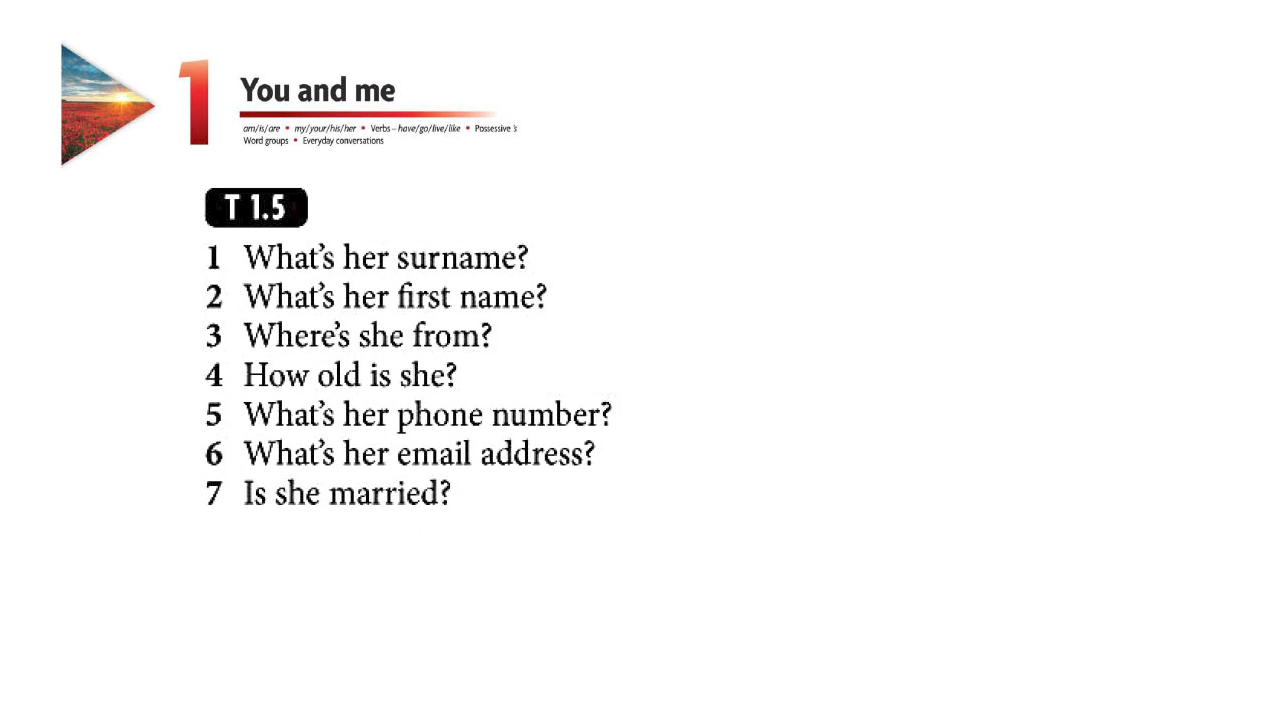 1
You and me
am/is/are • my/your/his/her • Verbs – have/go/live/like • Possessive 's
Word groups • Everyday conversations
T 1.5
1 What's her surname?
2 What's her first name?
3 Where's she from?
4 How old is she?
5 What's her phone number?
6 What's her email address?
7 Is she married?